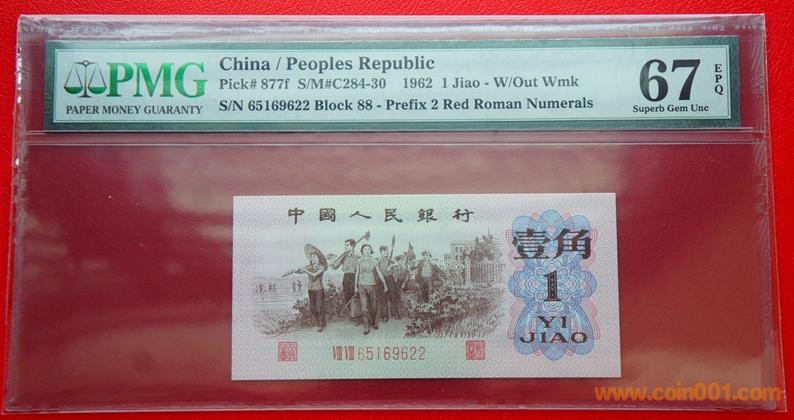 PMG
PAPER MONEY GUARANTY
China / Peoples Republic
Pick# 877f S/M#C284-30 1962 1 Jiao - W/Out Wmk
S/N 65169622 Block 88 - Prefix 2 Red Roman Numerals
67 EPQ
Superb Gem Unc
中國人民銀行
壹角
1
YI
JIAO
VIII VIII 65169622
www.coin001.com